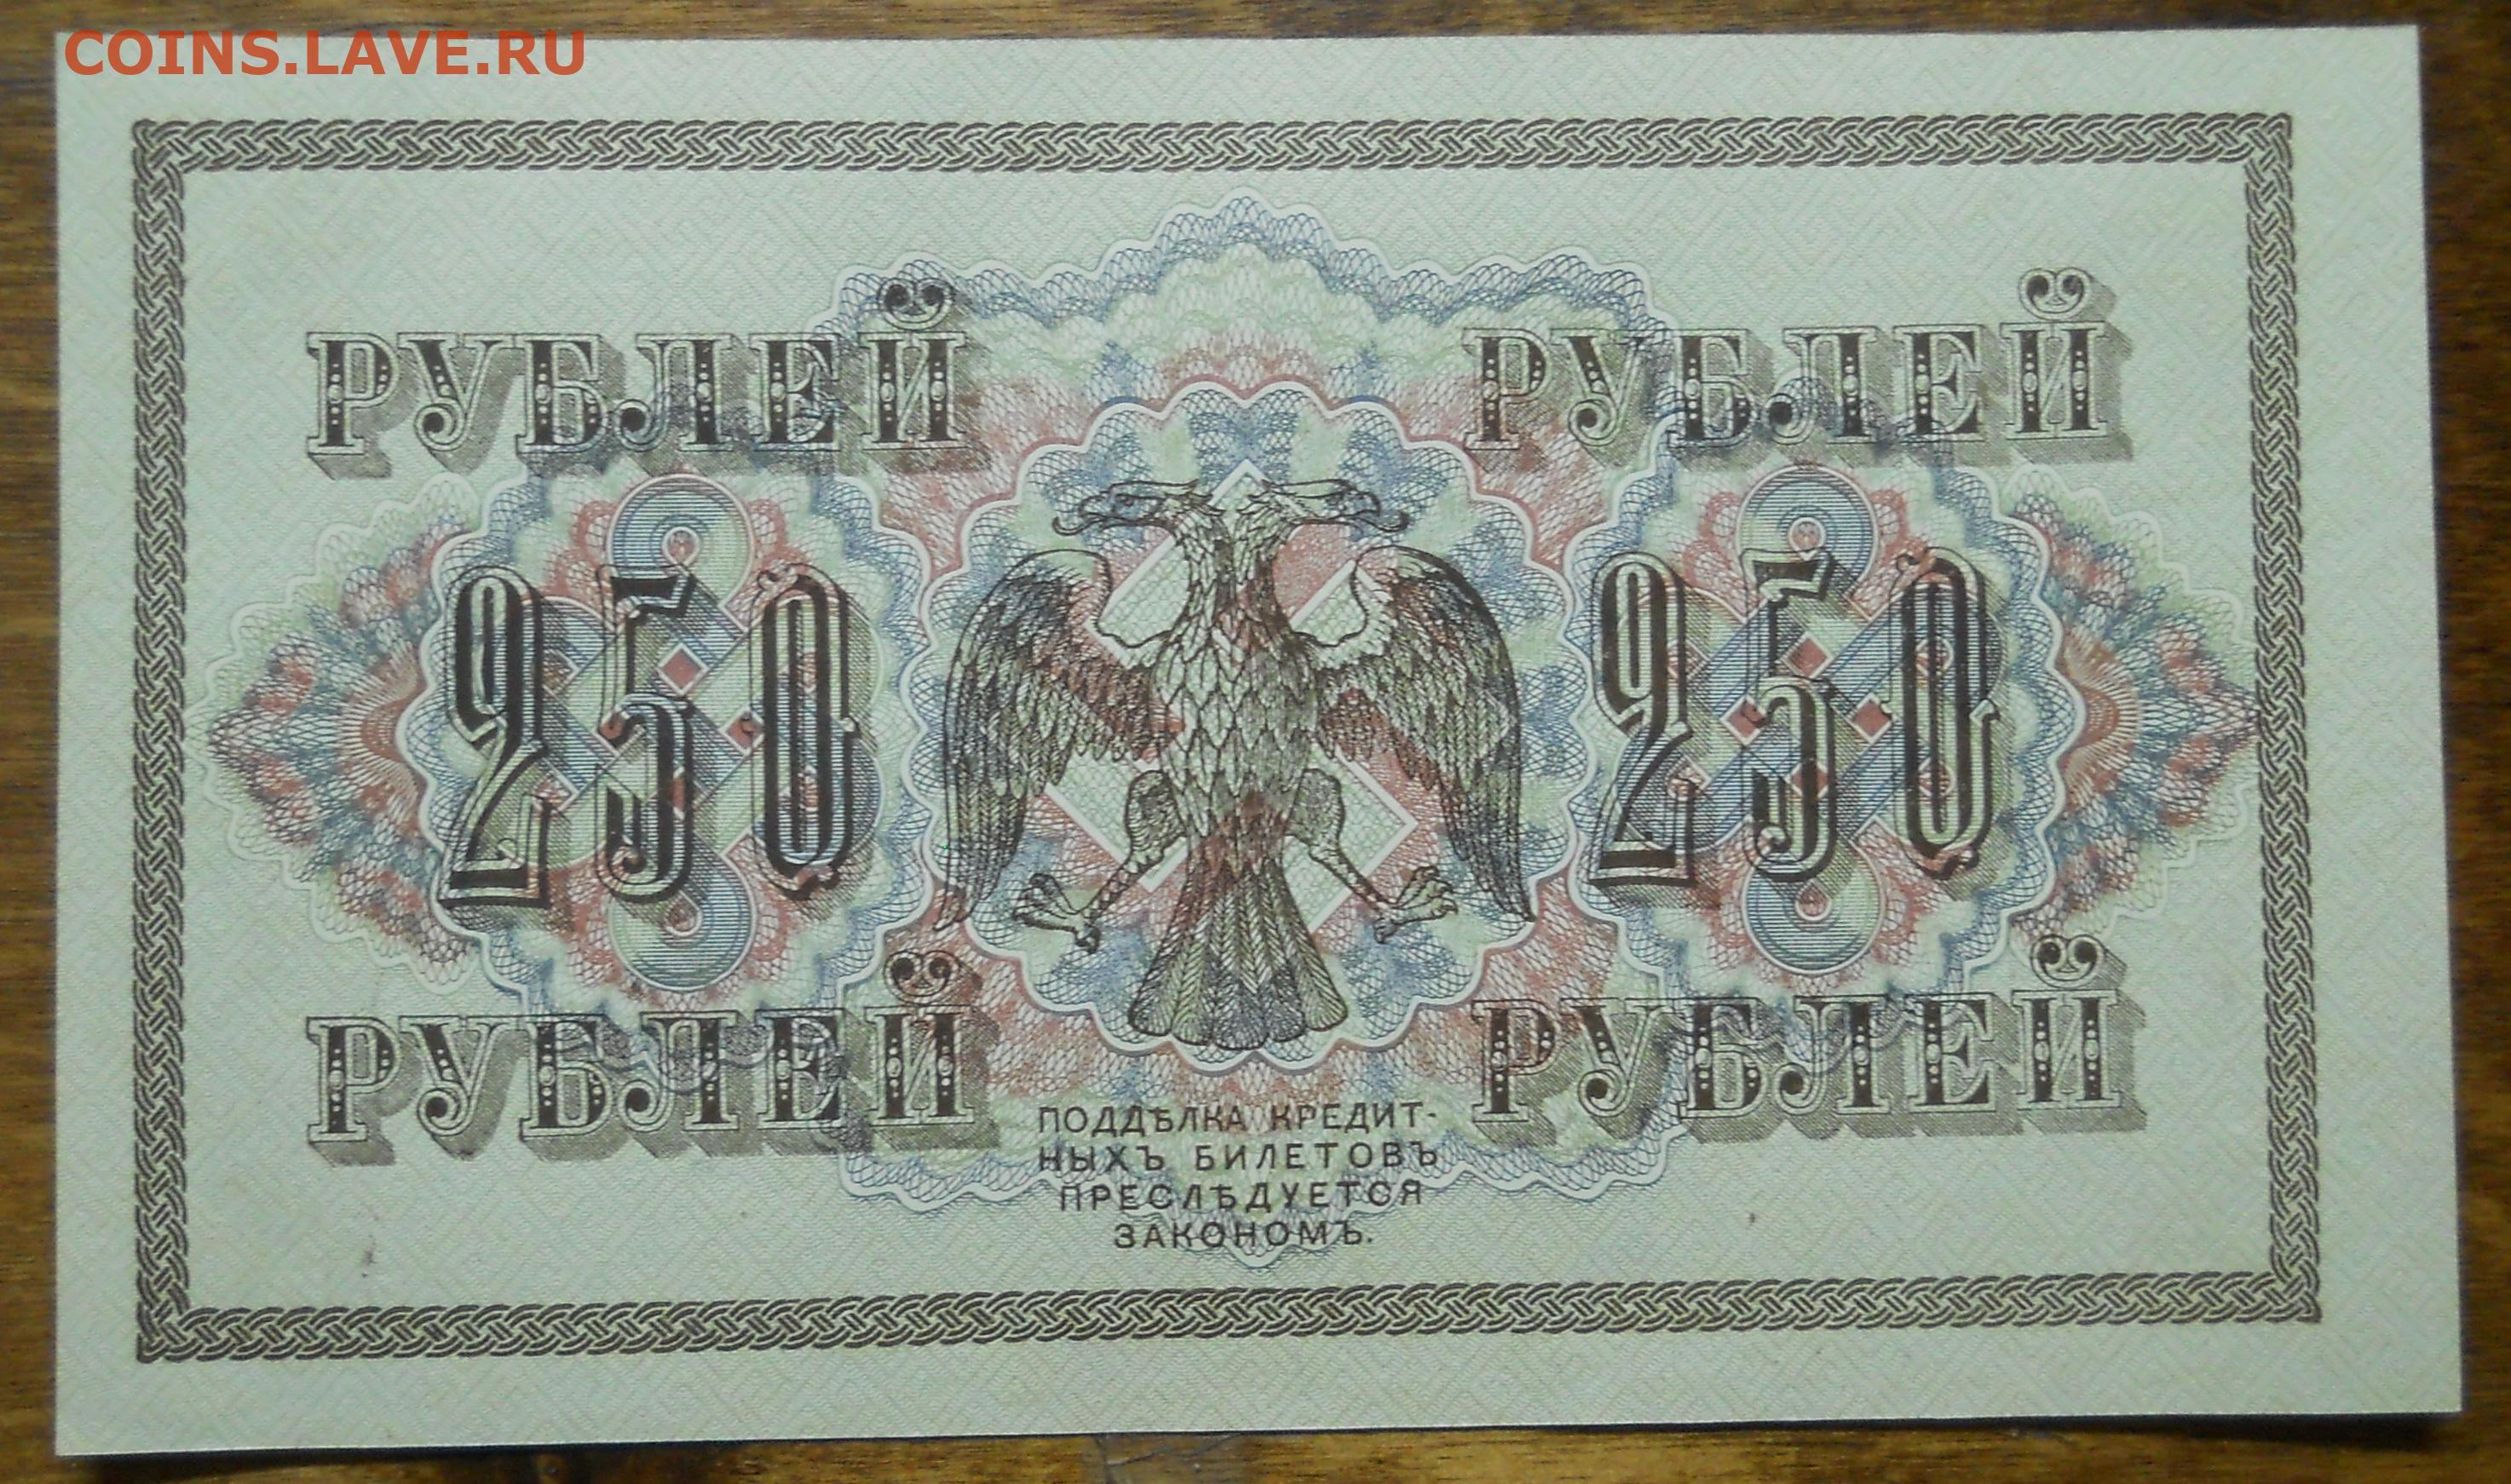 COINS.LAVE.RU
РУБЛЕЙ РУБЛЕЙ
250 250
РУБЛЕЙ РУБЛЕЙ
ПОДДѢЛКА КРЕДИТ-
НЫХЪ БИЛЕТОВЪ
ПРЕСЛѢДУЕТСЯ
ЗАКОНОМЪ.